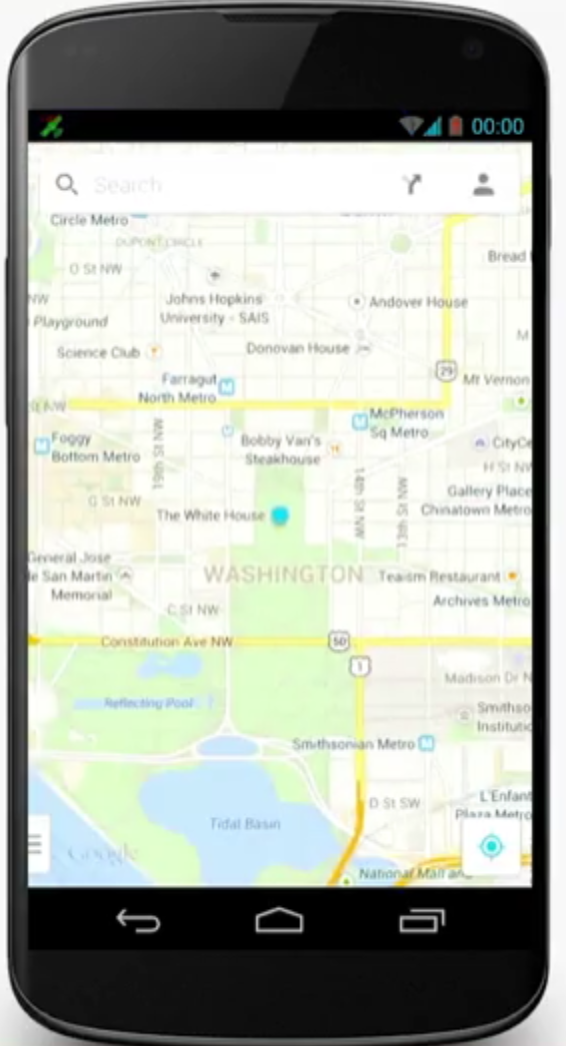 00:00
Search
Circle Metro
DUPONT CIRCLE
Bread
O St NW
NW
Johns Hopkins
University - SAIS
Andover House
Playground
M
Science Club
Donovan House
29
Mt Vernon
Farragut
North Metro
McPherson
Sq Metro
Foggy
Bottom Metro
Bobby Van's
Steakhouse
CityCe
H St NW
19th St NW
14th St NW
13th St NW
Gallery Place
Chinatown Metro
G St NW
The White House
General Jose
de San Martin
Memorial
WASHINGTON
Teaism Restaurant
Archives Metro
C St NW
Constitution Ave NW
50
1
Madison Dr N
Reflecting Pool
Smithso
Institutio
Smithsonian Metro
D St SW
L'Enfant
Plaza Metro
Tidal Basin
Google
National Mall and